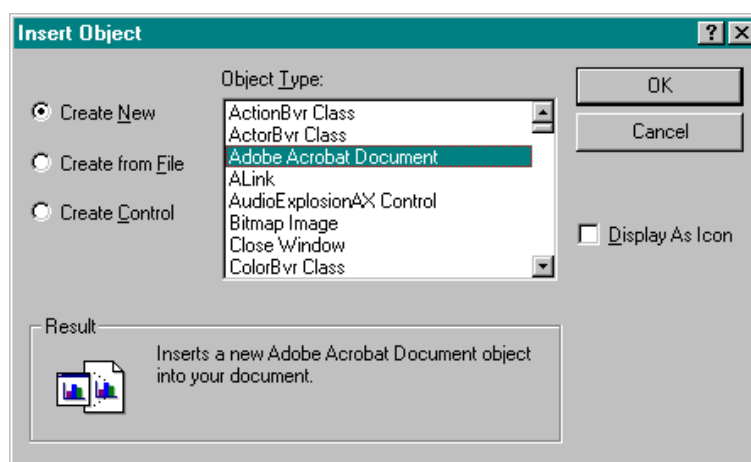 Insert Object
Object Type:
Create New
Create from File
Create Control
ActionBvr Class
ActorBvr Class
Adobe Acrobat Document
ALink
AudioExplosionAX Control
Bitmap Image
Close Window
ColorBvr Class
OK
Cancel
Display As Icon
Result
Inserts a new Adobe Acrobat Document object
into your document.